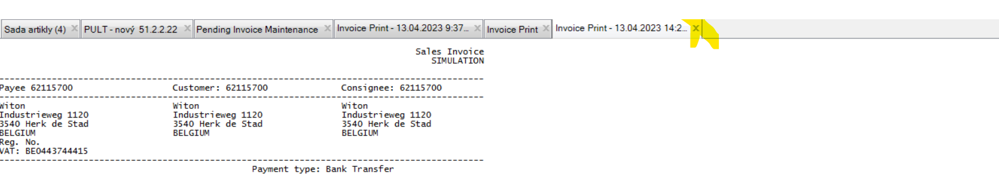 Sada artikly (4) PULT - nový 51.2.2.22 Pending Invoice Maintenance Invoice Print - 13.04.2023 9:37... Invoice Print Invoice Print - 13.04.2023 14:2...
Sales Invoice
SIMULATION
Payee 62115700 Customer: 62115700 Consignee: 62115700
Witon Witon Witon
Industrieweg 1120 Industrieweg 1120 Industrieweg 1120
3540 Herk de Stad 3540 Herk de Stad 3540 Herk de Stad
BELGIUM BELGIUM BELGIUM
Reg. No.
VAT: BE0443744415
Payment type: Bank Transfer